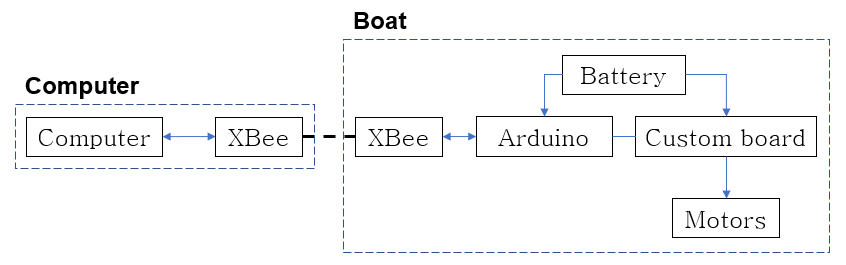 Boat
Computer
Battery
Computer
XBee
XBee
Arduino
Custom board
Motors